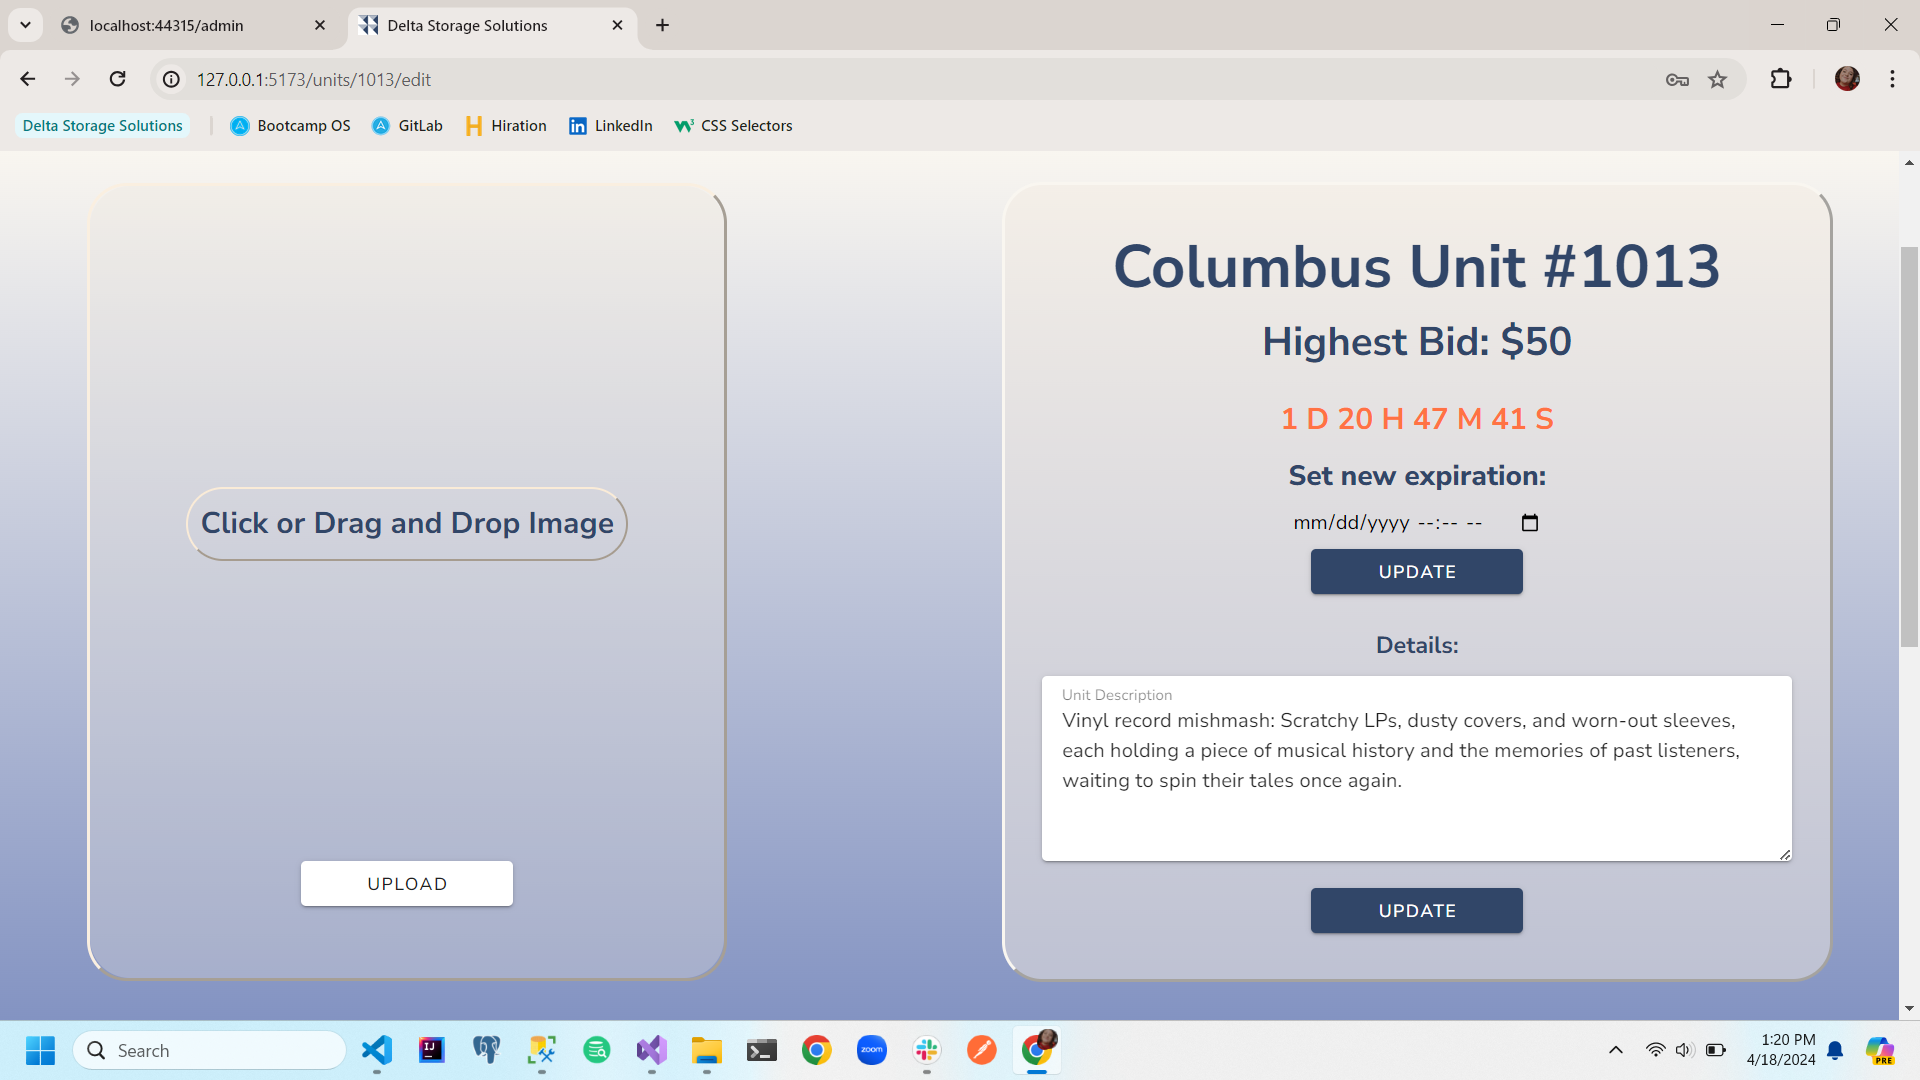 localhost:44315/admin
Delta Storage Solutions
127.0.0.1:5173/units/1013/edit
Delta Storage Solutions
Bootcamp OS
GitLab
Hiration
LinkedIn
CSS Selectors
Click or Drag and Drop Image
UPLOAD
Columbus Unit #1013
Highest Bid: $50
1 D 20 H 47 M 41 S
Set new expiration:
mm/dd/yyyy --:-- --
UPDATE
Details:
Unit Description
Vinyl record mishmash: Scratchy LPs, dusty covers, and worn-out sleeves,
each holding a piece of musical history and the memories of past listeners,
waiting to spin their tales once again.
UPDATE
Search
IJ
zoom
1:20 PM
4/18/2024
PRE